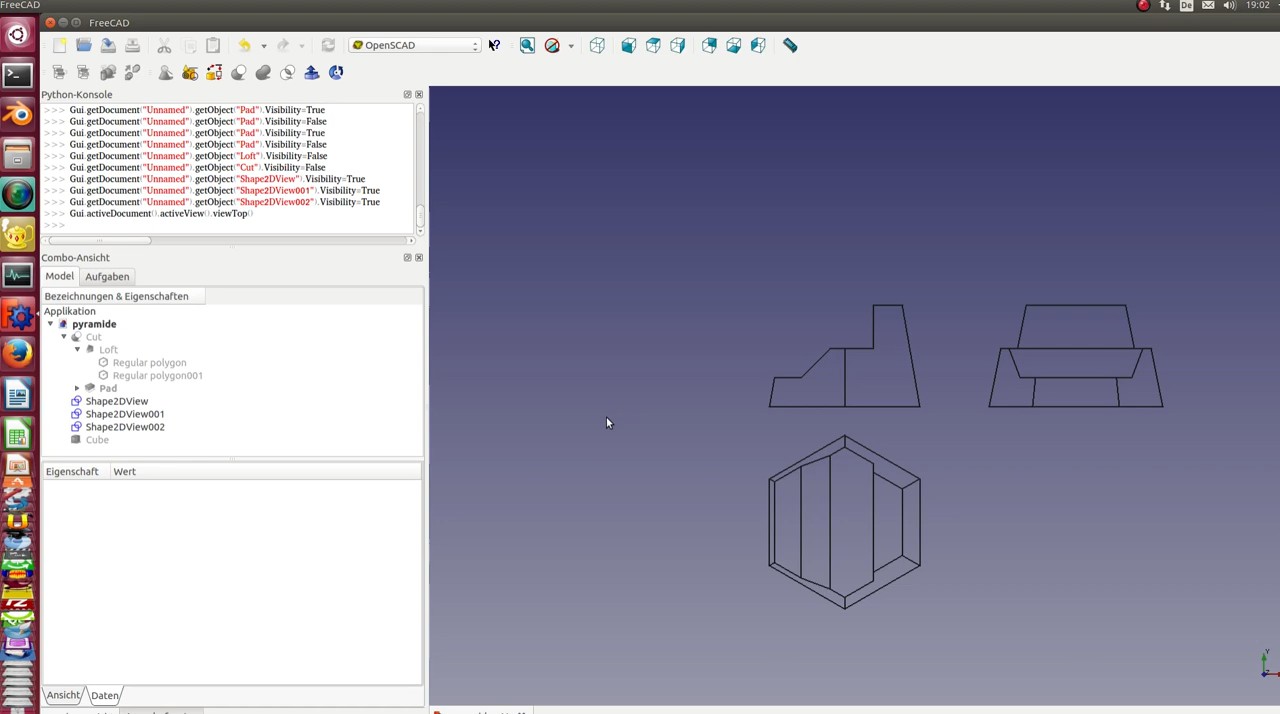 FreeCAD
De
19:02
FreeCAD
OpenSCAD
Python-Konsole
>>> Gui.getDocument("Unnamed").getObject("Pad").Visibility=True
>>> Gui.getDocument("Unnamed").getObject("Pad").Visibility=False
>>> Gui.getDocument("Unnamed").getObject("Pad").Visibility=True
>>> Gui.getDocument("Unnamed").getObject("Pad").Visibility=False
>>> Gui.getDocument("Unnamed").getObject("Loft").Visibility=False
>>> Gui.getDocument("Unnamed").getObject("Cut").Visibility=False
>>> Gui.getDocument("Unnamed").getObject("Shape2DView").Visibility=True
>>> Gui.getDocument("Unnamed").getObject("Shape2DView001").Visibility=True
>>> Gui.getDocument("Unnamed").getObject("Shape2DView002").Visibility=True
>>> Gui.activeDocument().activeView().viewTop()
>>>
Combo-Ansicht
Model
Aufgaben
Bezeichnungen & Eigenschaften
Applikation
pyramide
Cut
Loft
Regular polygon
Regular polygon001
Pad
Shape2DView
Shape2DView001
Shape2DView002
Cube
Eigenschaft
Wert
Ansicht
Daten
Y